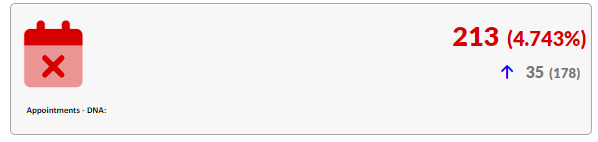 213 (4.743%)
↑ 35 (178)
Appointments - DNA: